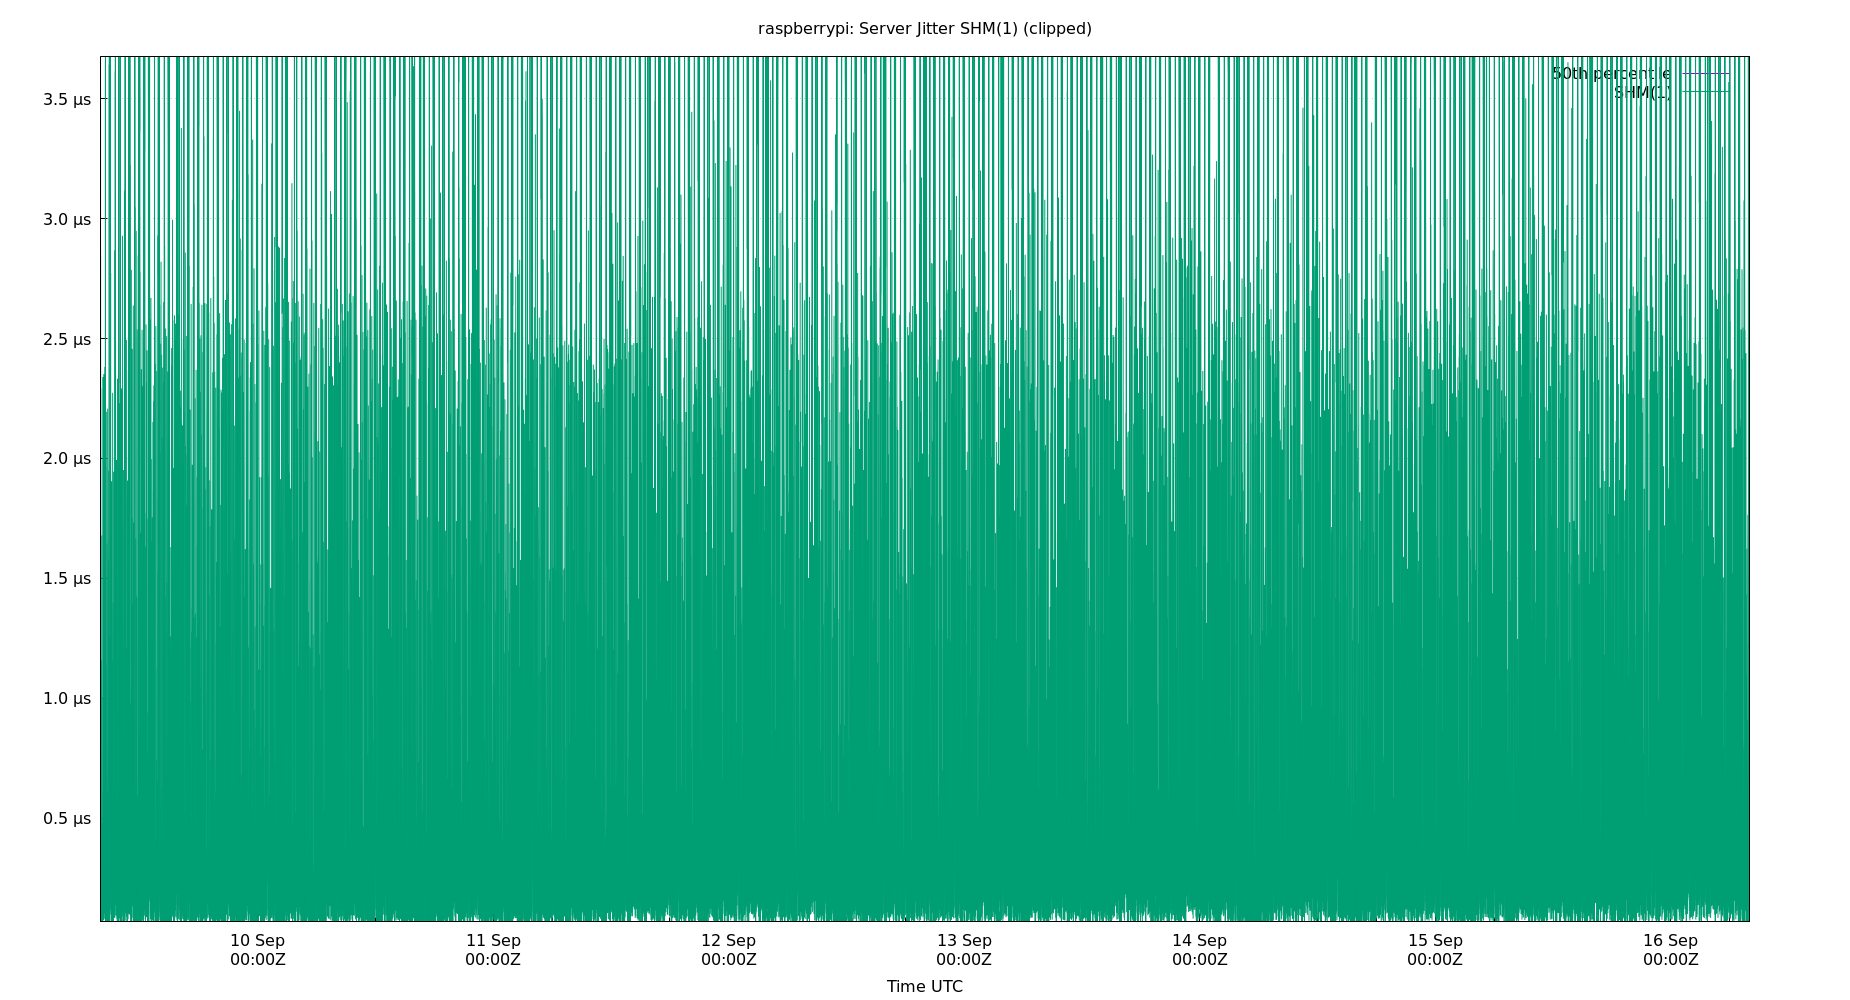 raspberrypi: Server Jitter SHM(1) (clipped)
50th percentile
SHM(1)
3.5 µs
3.0 µs
2.5 µs
2.0 µs
1.5 µs
1.0 µs
0.5 µs
10 Sep 11 Sep 12 Sep 13 Sep 14 Sep 15 Sep 16 Sep
00:00Z 00:00Z 00:00Z 00:00Z 00:00Z 00:00Z 00:00Z
Time UTC